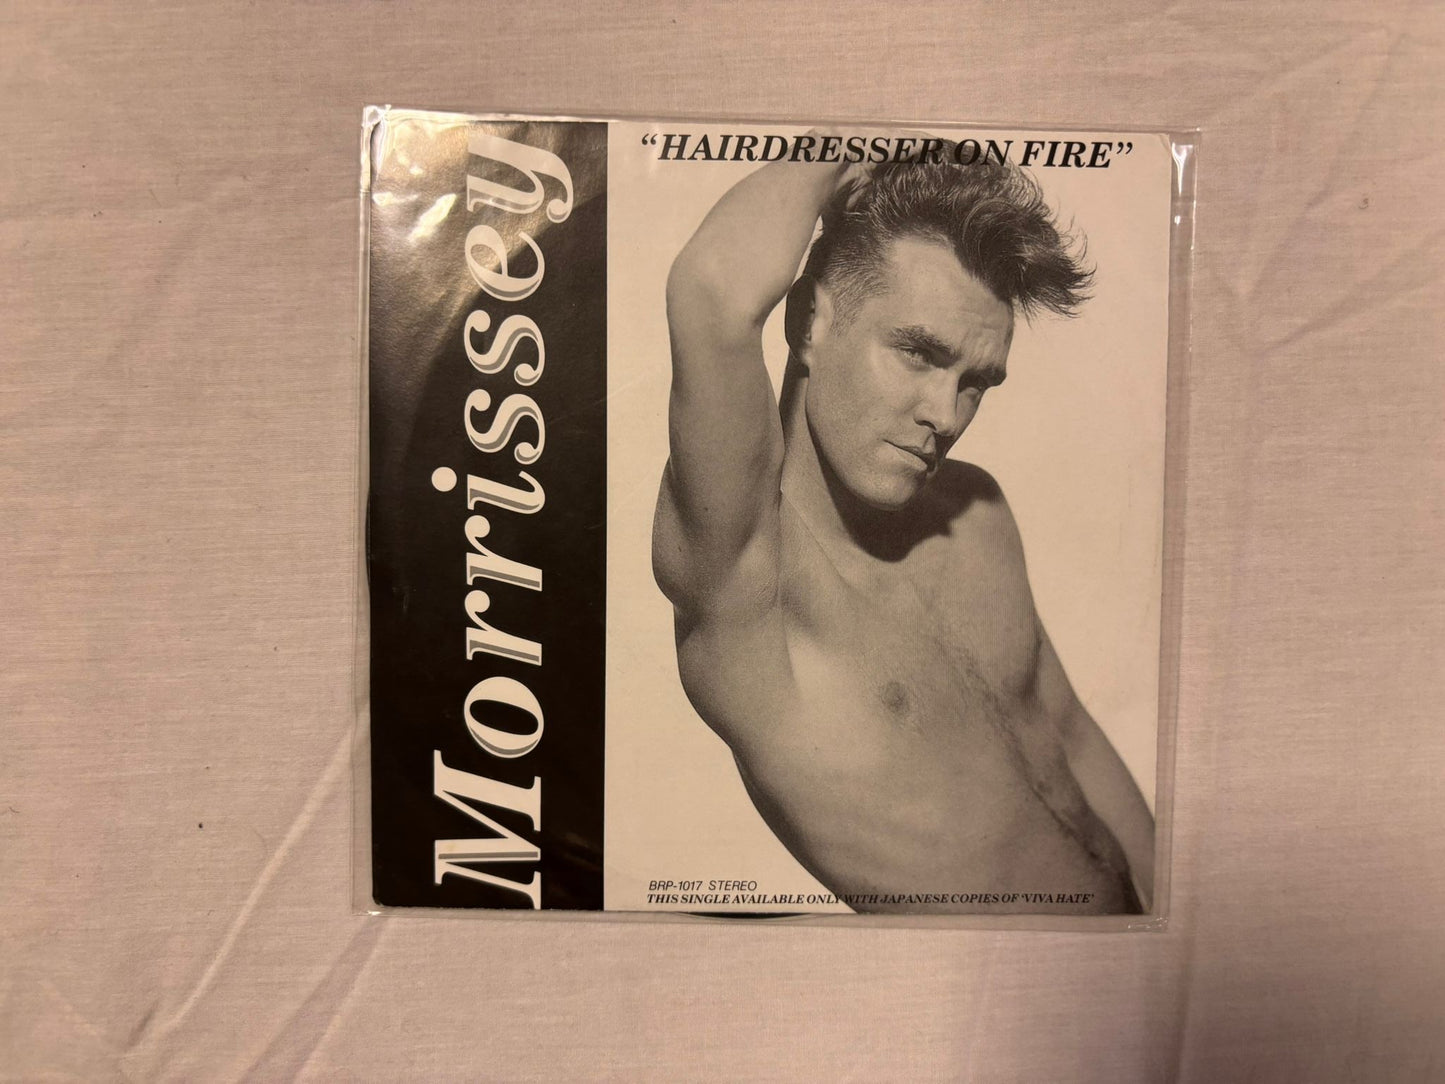 Morrissey
“HAIRDRESSER ON FIRE”
BRP-1017 STEREO
THIS SINGLE AVAILABLE ONLY WITH JAPANESE COPIES OF ‘VIVA HATE’